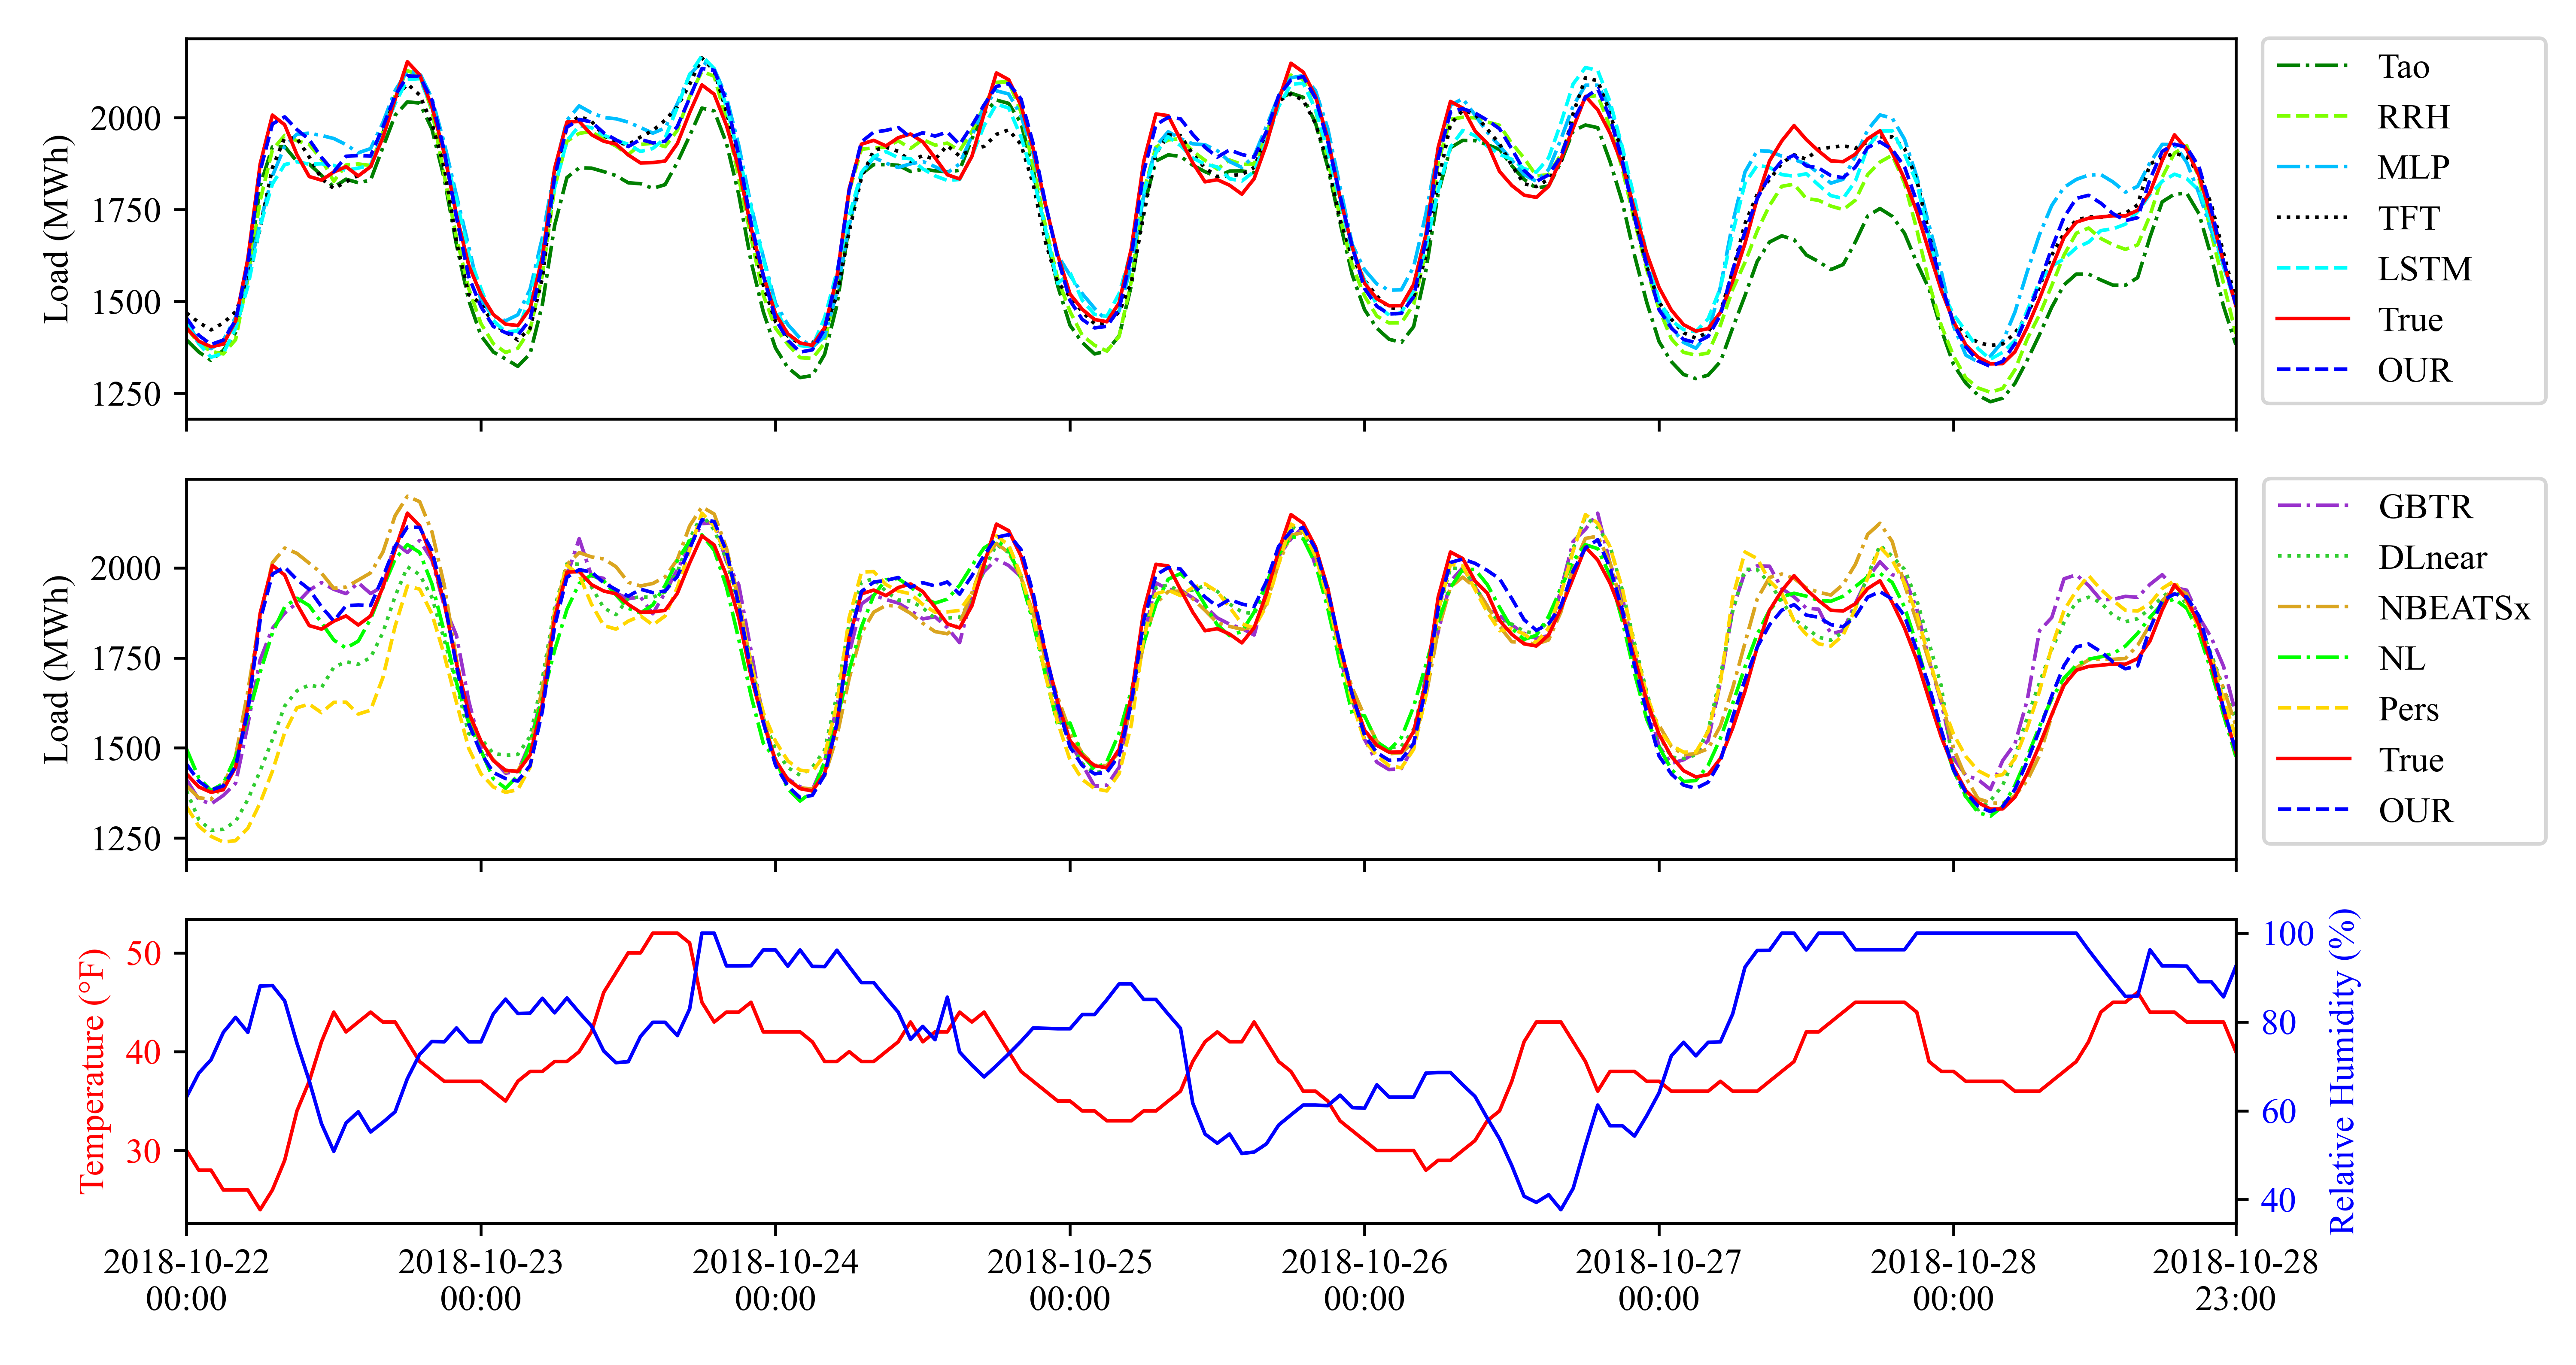 Load (MWh)
2000
1750
1500
1250
Tao
RRH
MLP
TFT
LSTM
True
OUR
Load (MWh)
2000
1750
1500
1250
GBTR
DLnear
NBEATSx
NL
Pers
True
OUR
Temperature (°F)
50
40
30
100
80
60
40
Relative Humidity (%)
2018-10-22 2018-10-23 2018-10-24 2018-10-25 2018-10-26 2018-10-27 2018-10-28 2018-10-28
00:00 00:00 00:00 00:00 00:00 00:00 00:00 23:00